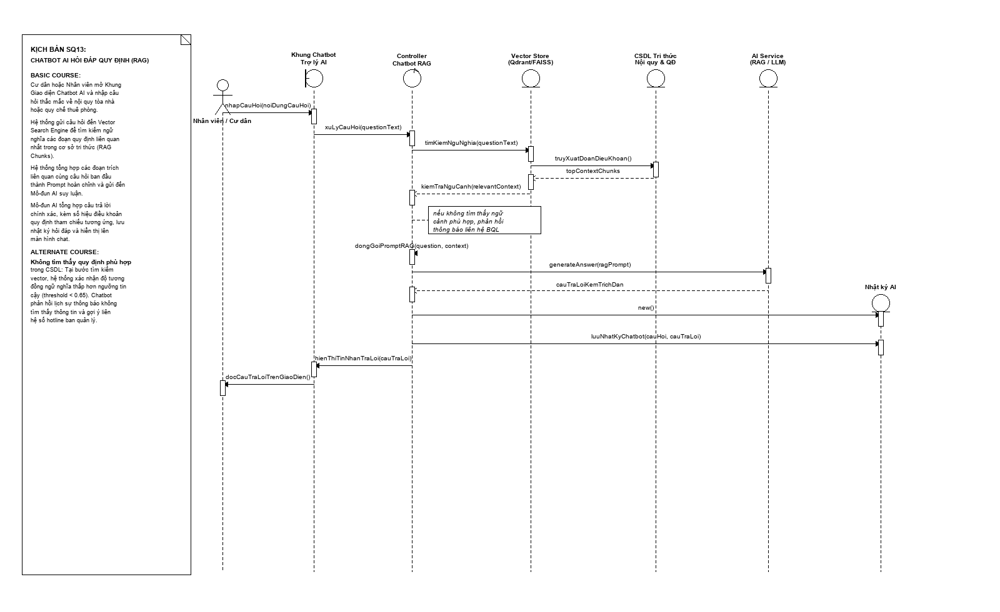 KỊCH BẢN SQ13:
CHATBOT AI HỎI ĐÁP QUY ĐỊNH (RAG)
BASIC COURSE:
Cư dân hoặc Nhân viên mở Khung
Giao diện Chatbot AI và nhập câu
hỏi thắc mắc về nội quy tòa nhà
hoặc quy chế thuê phòng.
Hệ thống gửi câu hỏi đến Vector
Search Engine để tìm kiếm ngữ
nghĩa các đoạn quy định liên quan
nhất trong cơ sở tri thức (RAG
Chunks).
Hệ thống tổng hợp các đoạn trích
liên quan cùng câu hỏi ban đầu
thành Prompt hoàn chỉnh và gửi đến
Mô-đun AI suy luận.
Mô-đun AI tổng hợp câu trả lời
chính xác, kèm số hiệu điều khoản
quy định tham chiếu tương ứng, lưu
nhật ký hỏi đáp và hiển thị lên
màn hình chat.
ALTERNATE COURSE:
Không tìm thấy quy định phù hợp
trong CSDL: Tại bước tìm kiếm
vector, hệ thống xác nhận độ tương
đồng ngữ nghĩa thấp hơn ngưỡng tin
cậy (threshold < 0.65). Chatbot
phản hồi lịch sự thông báo không
tìm thấy thông tin và gợi ý liên
hệ số hotline ban quản lý.
Nhân viên / Cư dân
Khung Chatbot
Trợ lý AI
Controller
Chatbot RAG
Vector Store
(Qdrant/FAISS)
CSDL Tri thức
Nội quy & QĐ
AI Service
(RAG / LLM)
nhapCauHoi(noiDungCauHoi)
xuLyCauHoi(questionText)
timKiemNguNghia(questionText)
truyXuatDoanDieuKhoan()
topContextChunks
kiemTraNguCanh(relevantContext)
nếu không tìm thấy ngữ
cảnh phù hợp, phản hồi
thông báo liên hệ BQL
dongGoiPromptRAG(question, context)
generateAnswer(ragPrompt)
cauTraLoiKemTrichDan
Nhật ký AI
new()
luuNhatKyChatbot(cauHoi, cauTraLoi)
hienThiTinNhanTraLoi(cauTraLoi)
docCauTraLoiTrenGiaoDien()